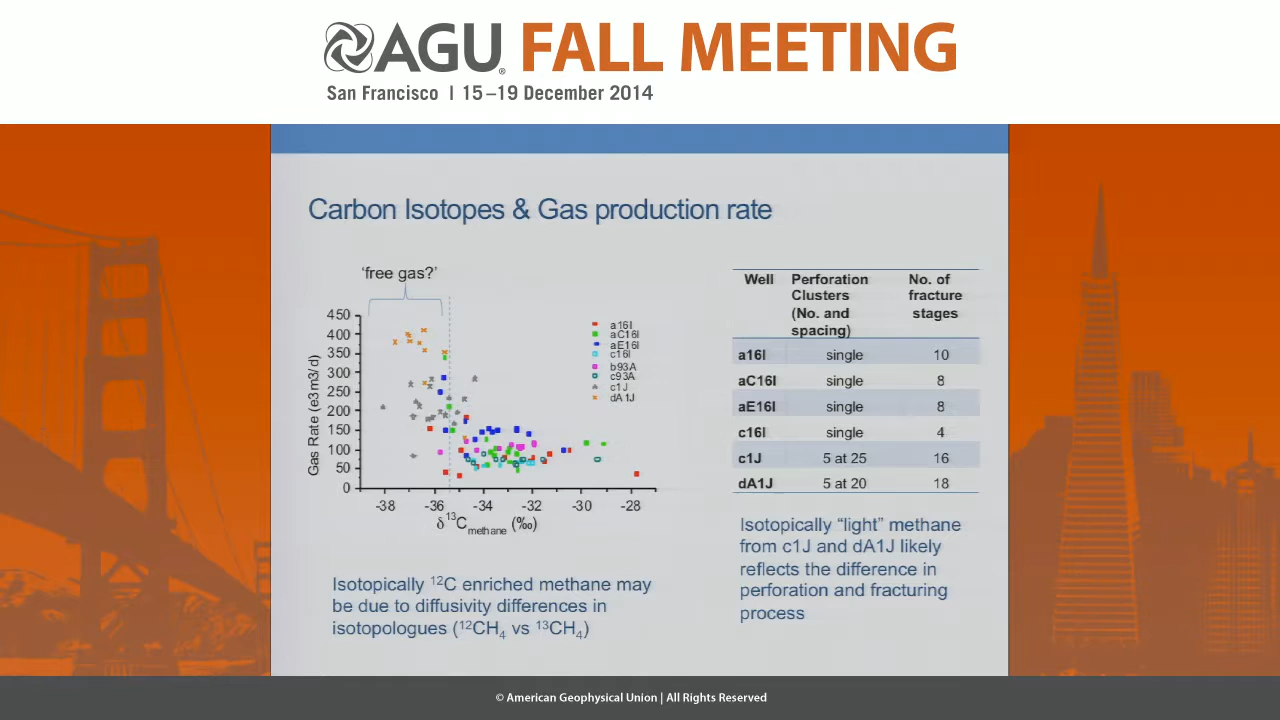 AGU FALL MEETING
San Francisco | 15–19 December 2014
Carbon Isotopes & Gas production rate
'free gas?'
450
400
350
300
250
200
150
100
50
0
Gas Rate (e3m3/d)
-38 -36 -34 -32 -30 -28
δ¹³Cmethane (‰)
a16I
aC16I
aE16I
c16I
b93A
c93A
c1J
dA1J
Well Perforation Clusters (No. and spacing) No. of fracture stages
a16I single 10
aC16I single 8
aE16I single 8
c16I single 4
c1J 5 at 25 16
dA1J 5 at 20 18
Isotopically ¹²C enriched methane may
be due to diffusivity differences in
isotopologues (¹²CH₄ vs ¹³CH₄)
Isotopically “light” methane
from c1J and dA1J likely
reflects the difference in
perforation and fracturing
process
© American Geophysical Union | All Rights Reserved